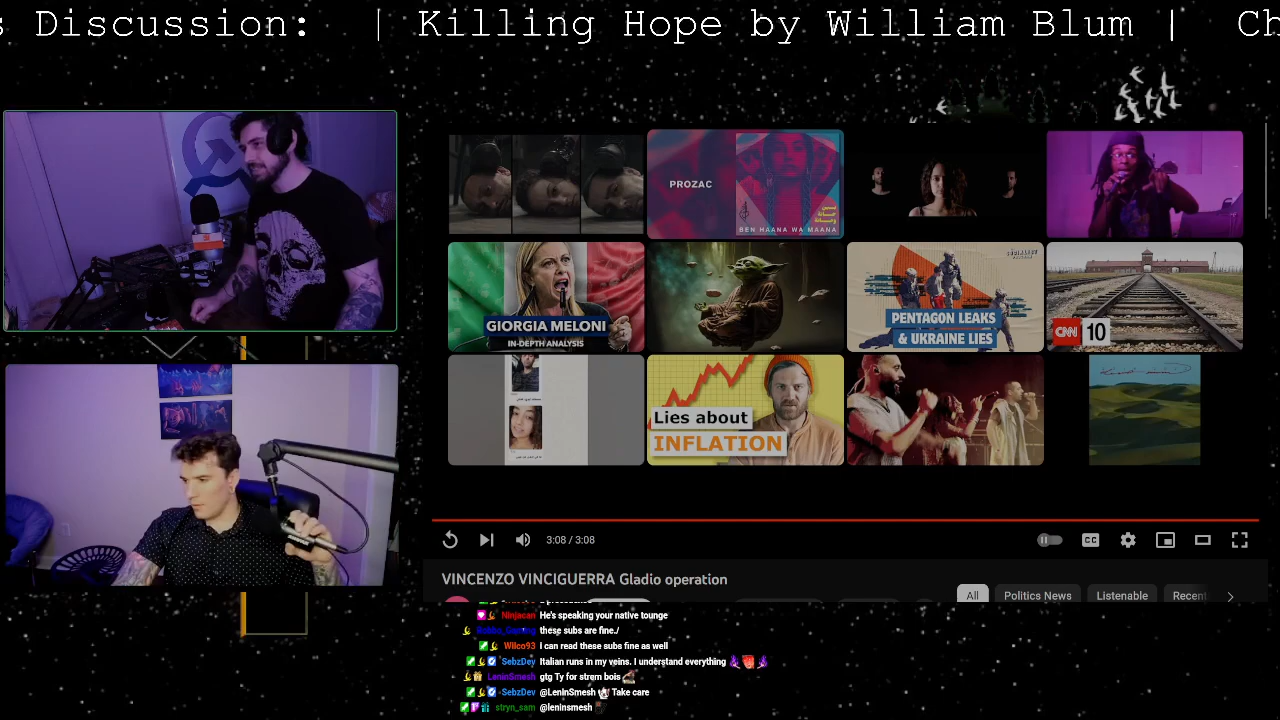 s Discussion: | Killing Hope by William Blum | Ch
PROZAC
BEN HAANA WA MAANA
GIORGIA MELONI
IN-DEPTH ANALYSIS
PENTAGON LEAKS
& UKRAINE LIES
CNN 10
Lies about
INFLATION
3:08 / 3:08
CC
VINCENZO VINCIGUERRA Gladio operation
All Politics News Listenable Recent
Ninjacan He's speaking your native tounge
these subs are fine./
Wilco93 I can read these subs fine as well
SebzDev Italian runs in my veins. I understand everything
LeninSmesh gtg Ty for strem bois
SebzDev @LeninSmesh Take care
stryn_sam @leninsmesh